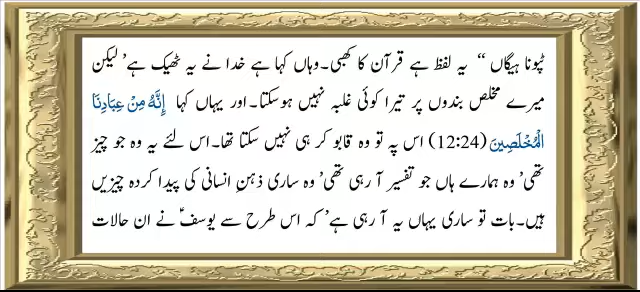 ٹپونا ہیگاں “ یہ لفظ ہے قرآن کا بھی۔ وہاں کہا ہے خدا نے یہ ٹھیک ہے’ لیکن
میرے مخلص بندوں پر تیرا کوئی غلبہ نہیں ہوسکتا۔ اور یہاں کہا إِنَّهُ مِنْ عِبَادِنَا
الْمُخْلَصِينَ (12:24) اس پہ تو وہ قابو کر ہی نہیں سکتا تھا۔ اس لئے یہ وہ جو چیز
تھی’ وہ ہمارے ہاں جو تفسیر آ رہی تھی’ وہ ساری ذہنِ انسانی کی پیدا کردہ چیزیں
ہیں۔ بات تو ساری یہاں یہ آ رہی ہے’ کہ اس طرح سے یوسفؑ نے ان حالات